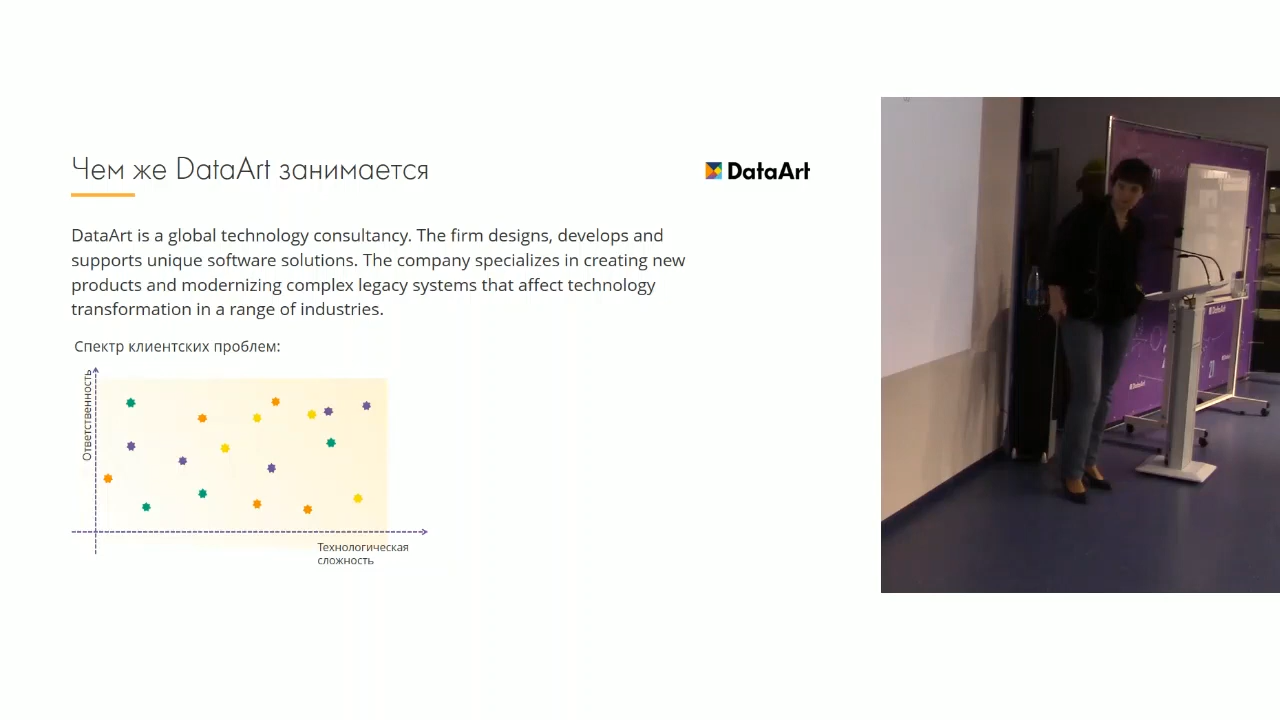 Чем же DataArt занимается
DataArt
DataArt is a global technology consultancy. The firm designs, develops and
supports unique software solutions. The company specializes in creating new
products and modernizing complex legacy systems that affect technology
transformation in a range of industries.
Спектр клиентских проблем:
Ответственность
Технологическая
сложность
DataArt
DataArt